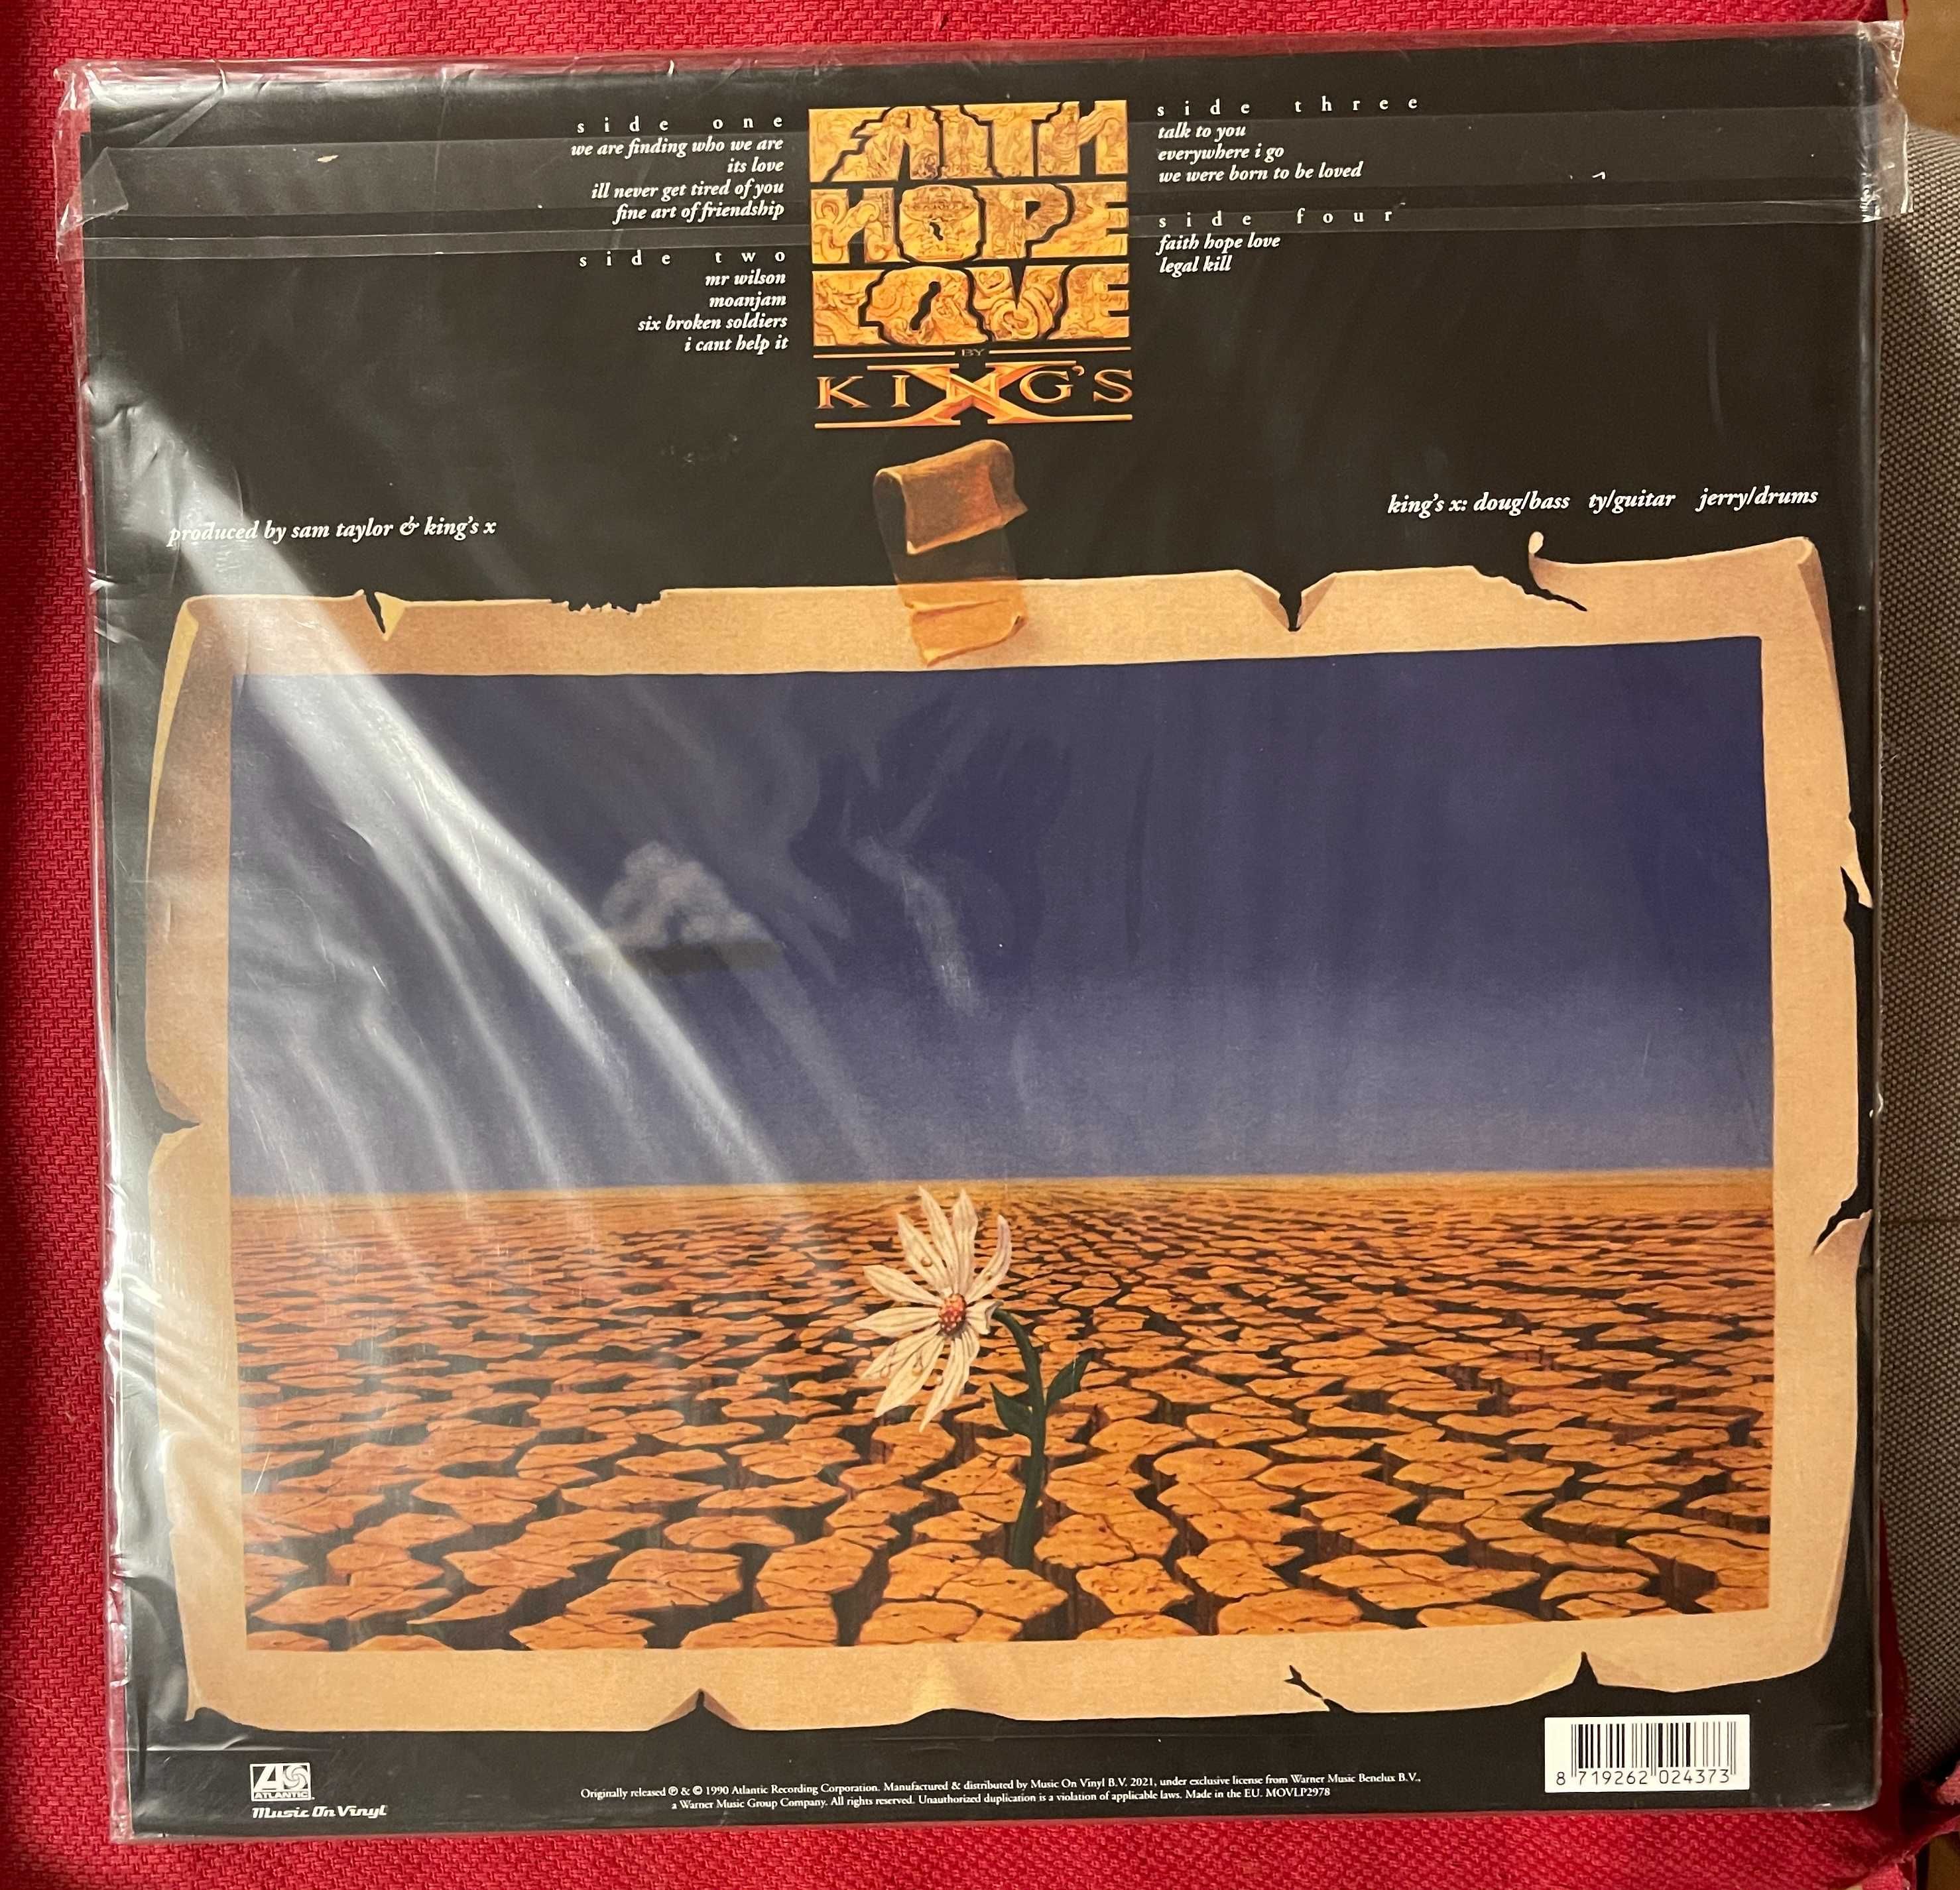 side one
we are finding who we are
its love
ill never get tired of you
fine art of friendship
side two
mr wilson
moanjam
six broken soldiers
i cant help it
FAITH
HOPE
LOVE
BY
KING'S X
side three
talk to you
everywhere i go
we were born to be loved
side four
faith hope love
legal kill
produced by sam taylor & king's x
king's x: doug/bass ty/guitar jerry/drums
ATLANTIC
Music On Vinyl
Originally released ℗ & © 1990 Atlantic Recording Corporation. Manufactured & distributed by Music On Vinyl B.V. 2021, under exclusive license from Warner Music Benelux B.V.,
a Warner Music Group Company. All rights reserved. Unauthorized duplication is a violation of applicable laws. Made in the EU. MOVLP2978
8 719262 024373